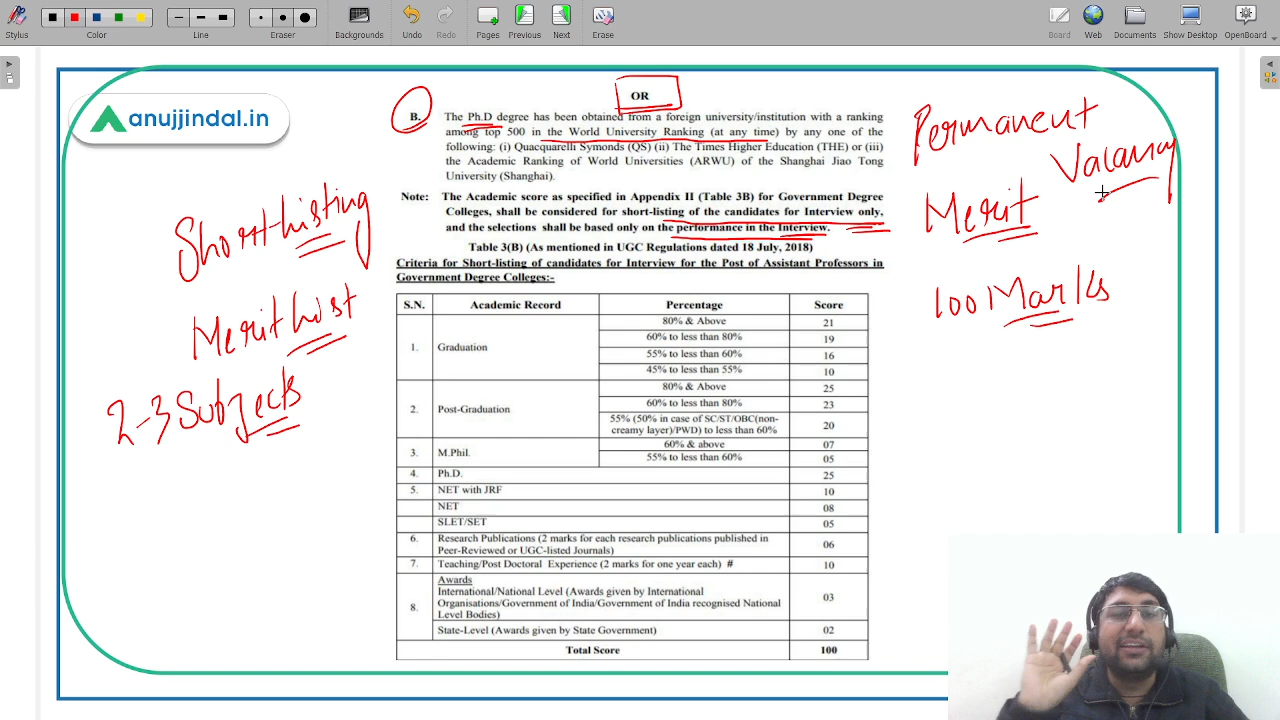 Stylus
Color
Line
Eraser
Backgrounds
Undo
Redo
Pages
Previous
Next
Erase
Board
Web
Documents
Show Desktop
OpenBoard
anujjindal.in
OR
B. The Ph.D degree has been obtained from a foreign university/institution with a ranking
among top 500 in the World University Ranking (at any time) by any one of the
following: (i) Quacquarelli Symonds (QS) (ii) The Times Higher Education (THE) or (iii)
the Academic Ranking of World Universities (ARWU) of the Shanghai Jiao Tong
University (Shanghai).
Note: The Academic score as specified in Appendix II (Table 3B) for Government Degree
Colleges, shall be considered for short-listing of the candidates for Interview only,
and the selections shall be based only on the performance in the Interview.
Table 3(B) (As mentioned in UGC Regulations dated 18 July, 2018)
Criteria for Short-listing of candidates for Interview for the Post of Assistant Professors in
Government Degree Colleges:-
S.N. Academic Record Percentage Score
1. Graduation 80% & Above 21
60% to less than 80% 19
55% to less than 60% 16
45% to less than 55% 10
2. Post-Graduation 80% & Above 25
60% to less than 80% 23
55% (50% in case of SC/ST/OBC(non-
creamy layer)/PWD) to less than 60% 20
3. M.Phil. 60% & above 07
55% to less than 60% 05
4. Ph.D. 25
5. NET with JRF 10
NET 08
SLET/SET 05
6. Research Publications (2 marks for each research publications published in
Peer-Reviewed or UGC-listed Journals) 06
7. Teaching/Post Doctoral Experience (2 marks for one year each) # 10
8. Awards
International/National Level (Awards given by International
Organisations/Government of India/Government of India recognised National
Level Bodies) 03
State-Level (Awards given by State Government) 02
Total Score 100
Shortlisting
Merit List
2-3 Subjects
Permanent
Vacancy
Merit
100 Marks